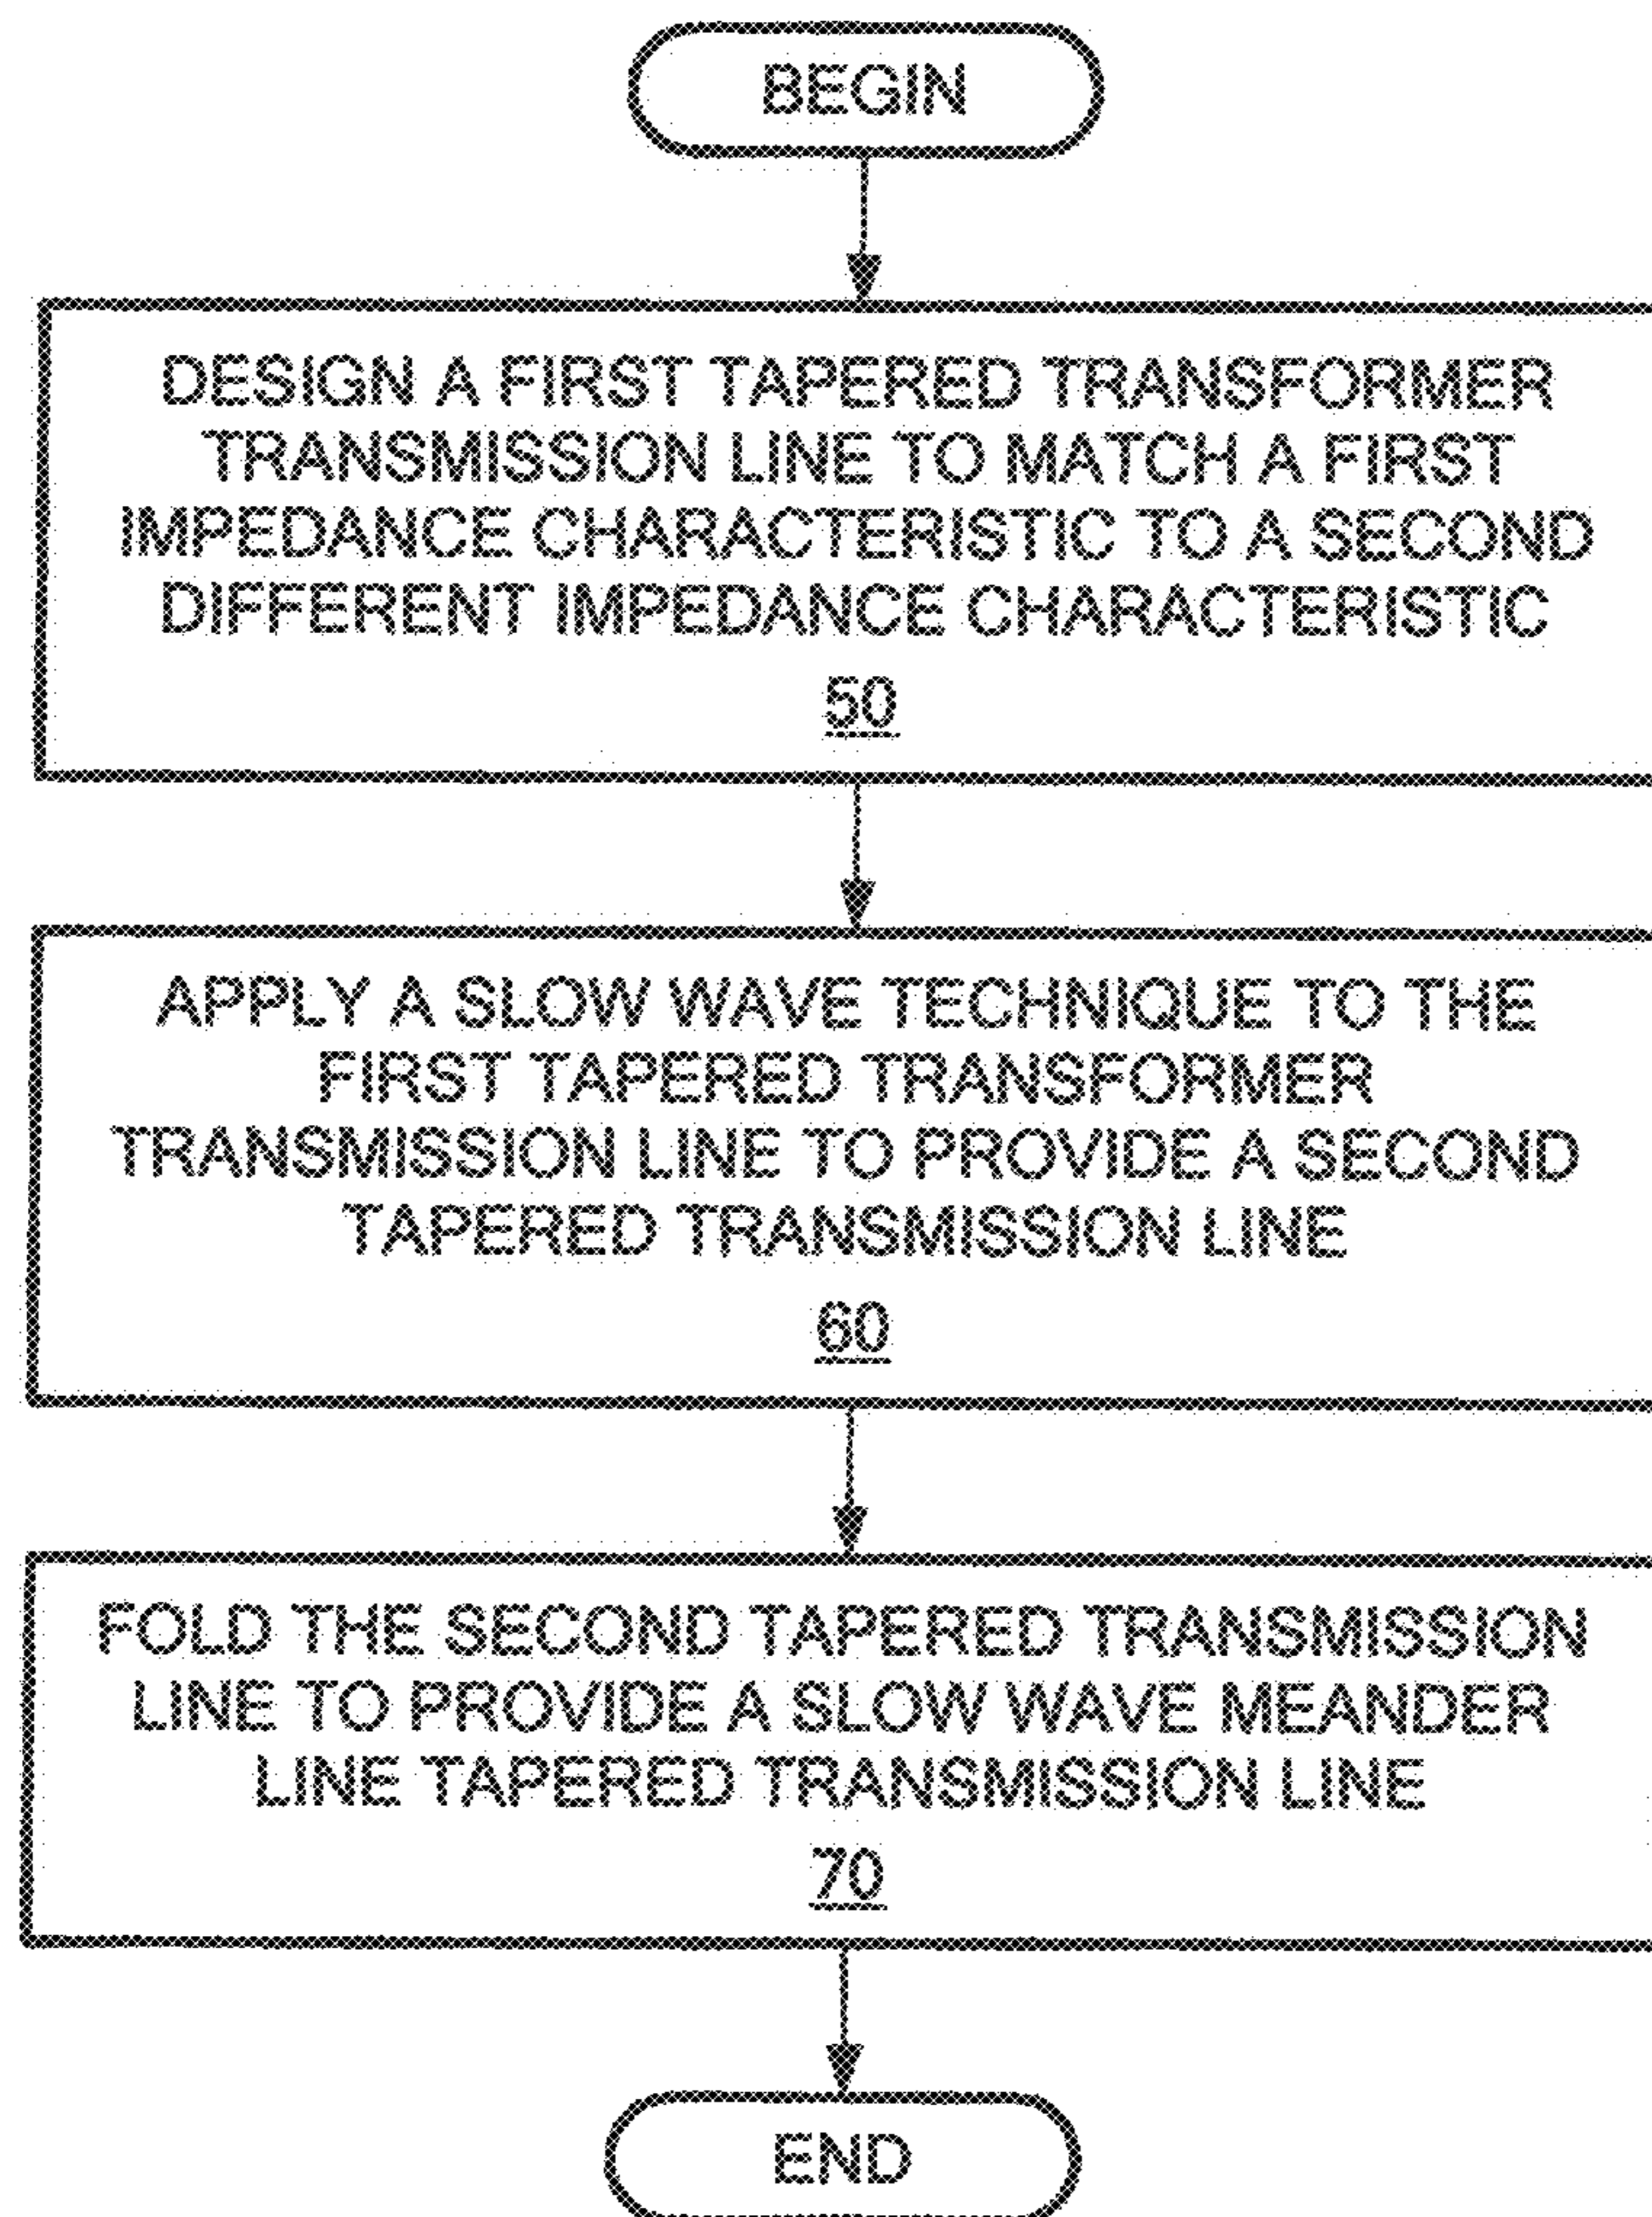 BEGIN
DESIGN A FIRST TAPERED TRANSFORMER
TRANSMISSION LINE TO MATCH A FIRST
IMPEDANCE CHARACTERISTIC TO A SECOND
DIFFERENT IMPEDANCE CHARACTERISTIC
50
APPLY A SLOW WAVE TECHNIQUE TO THE
FIRST TAPERED TRANSFORMER
TRANSMISSION LINE TO PROVIDE A SECOND
TAPERED TRANSMISSION LINE
60
FOLD THE SECOND TAPERED TRANSMISSION
LINE TO PROVIDE A SLOW WAVE MEANDER
LINE TAPERED TRANSMISSION LINE
70
END